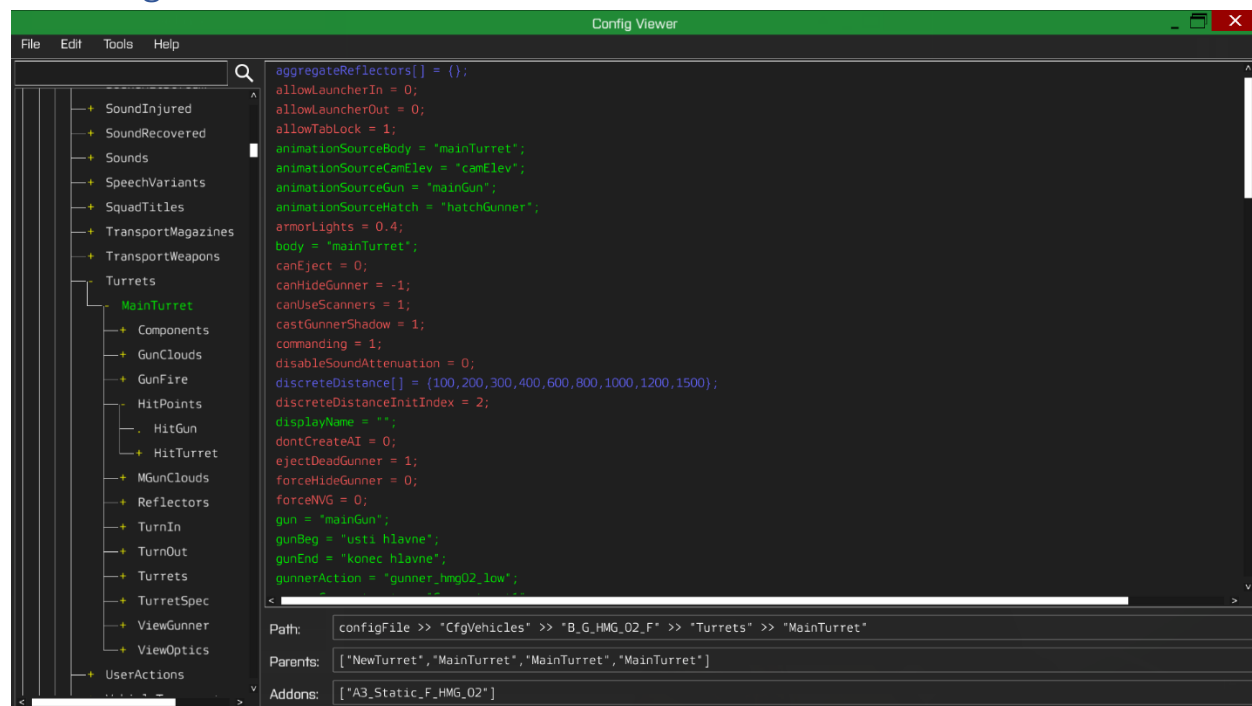 Config Viewer
File Edit Tools Help
SoundInjured
SoundRecovered
Sounds
SpeechVariants
SquadTitles
TransportMagazines
TransportWeapons
Turrets
MainTurret
Components
GunClouds
GunFire
HitPoints
HitGun
HitTurret
MGunClouds
Reflectors
TurnIn
TurnOut
Turrets
TurretSpec
ViewGunner
ViewOptics
UserActions
aggregateReflectors[] = {};
allowLauncherIn = 0;
allowLauncherOut = 0;
allowTabLock = 1;
animationSourceBody = "mainTurret";
animationSourceCamElev = "camElev";
animationSourceGun = "mainGun";
animationSourceHatch = "hatchGunner";
armorLights = 0.4;
body = "mainTurret";
canEject = 0;
canHideGunner = -1;
canUseScanners = 1;
castGunnerShadow = 1;
commanding = 1;
disableSoundAttenuation = 0;
discreteDistance[] = {100,200,300,400,600,800,1000,1200,1500};
discreteDistanceInitIndex = 2;
displayName = "";
dontCreateAI = 0;
ejectDeadGunner = 1;
forceHideGunner = 0;
forceNVG = 0;
gun = "mainGun";
gunBeg = "usti hlavne";
gunEnd = "konec hlavne";
gunnerAction = "gunner_hmg02_low";
Path: configFile >> "CfgVehicles" >> "B_G_HMG_02_F" >> "Turrets" >> "MainTurret"
Parents: ["NewTurret","MainTurret","MainTurret","MainTurret"]
Addons: ["A3_Static_F_HMG_02"]